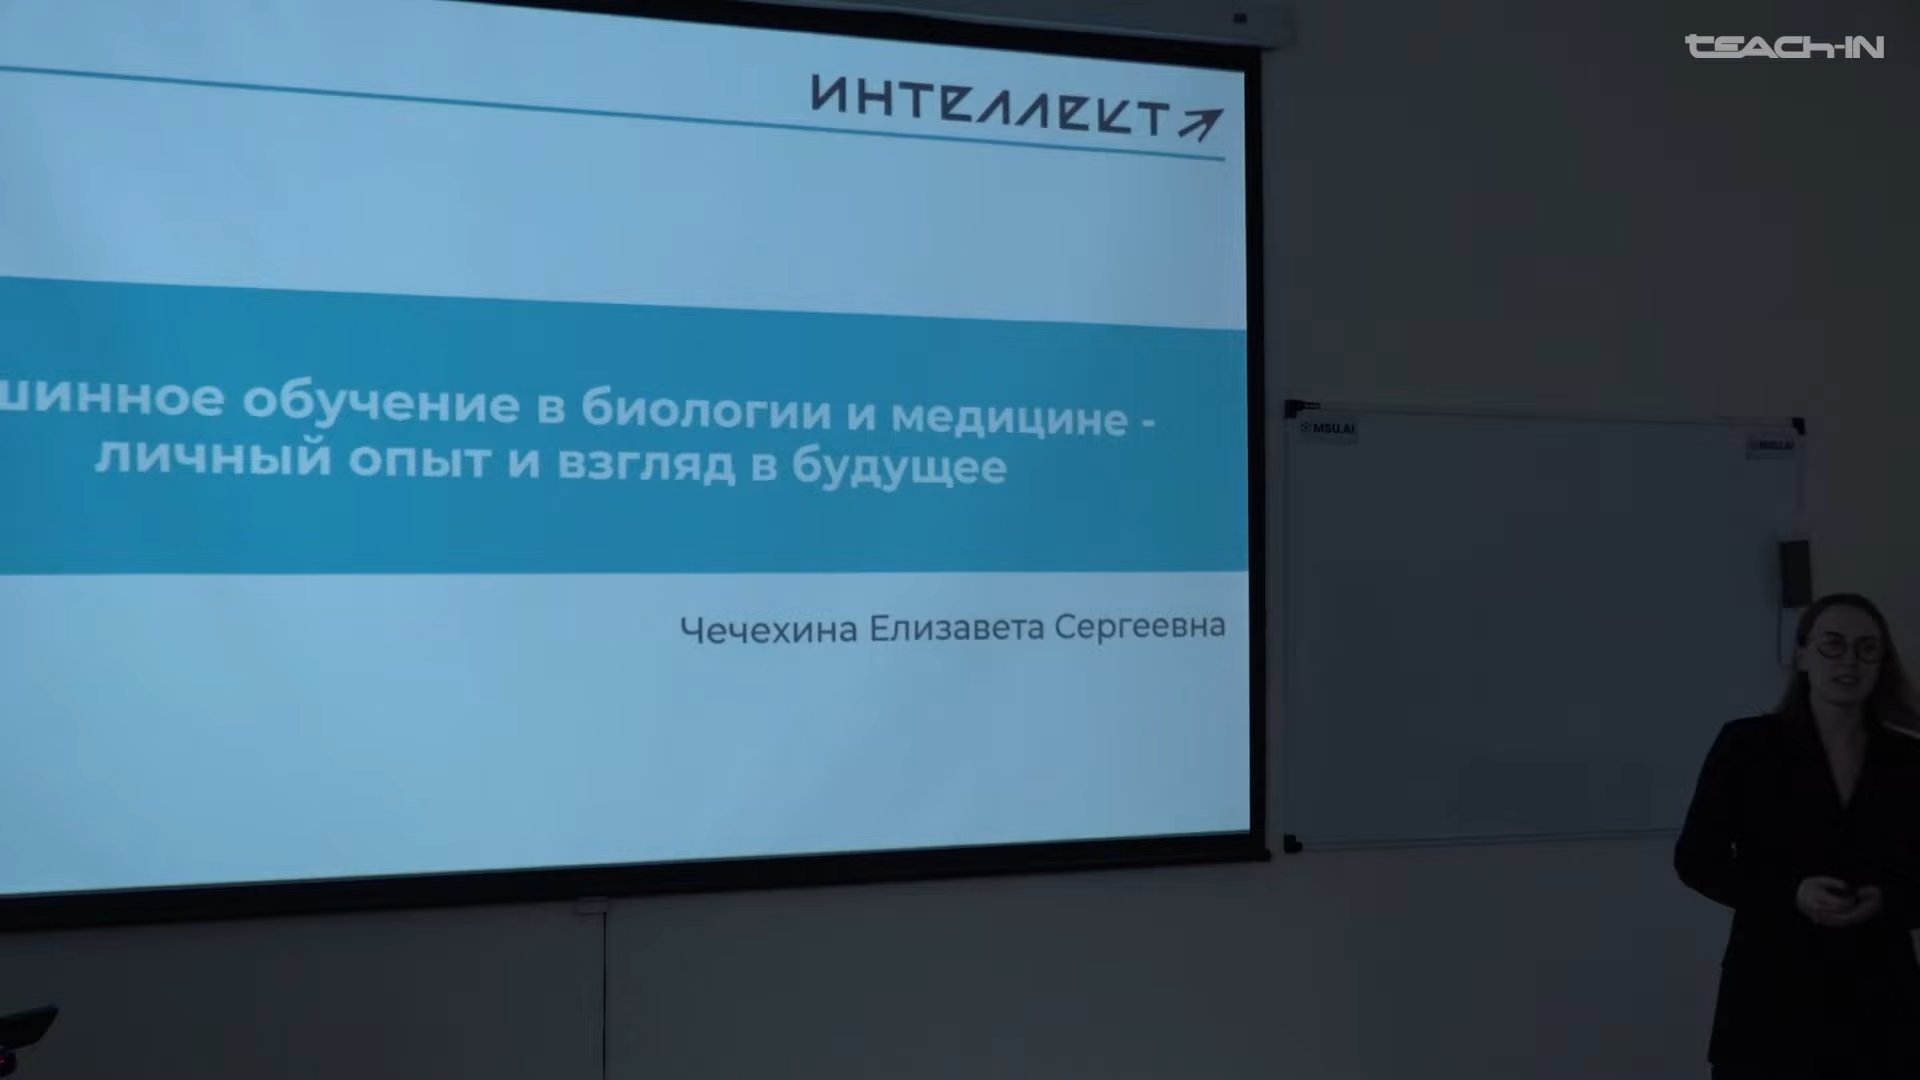 TEACH-IN
ИНТЕЛЛЕКТ
шинное обучение в биологии и медицине -
личный опыт и взгляд в будущее
Чечехина Елизавета Сергеевна
MSU.AI
MSU.AI